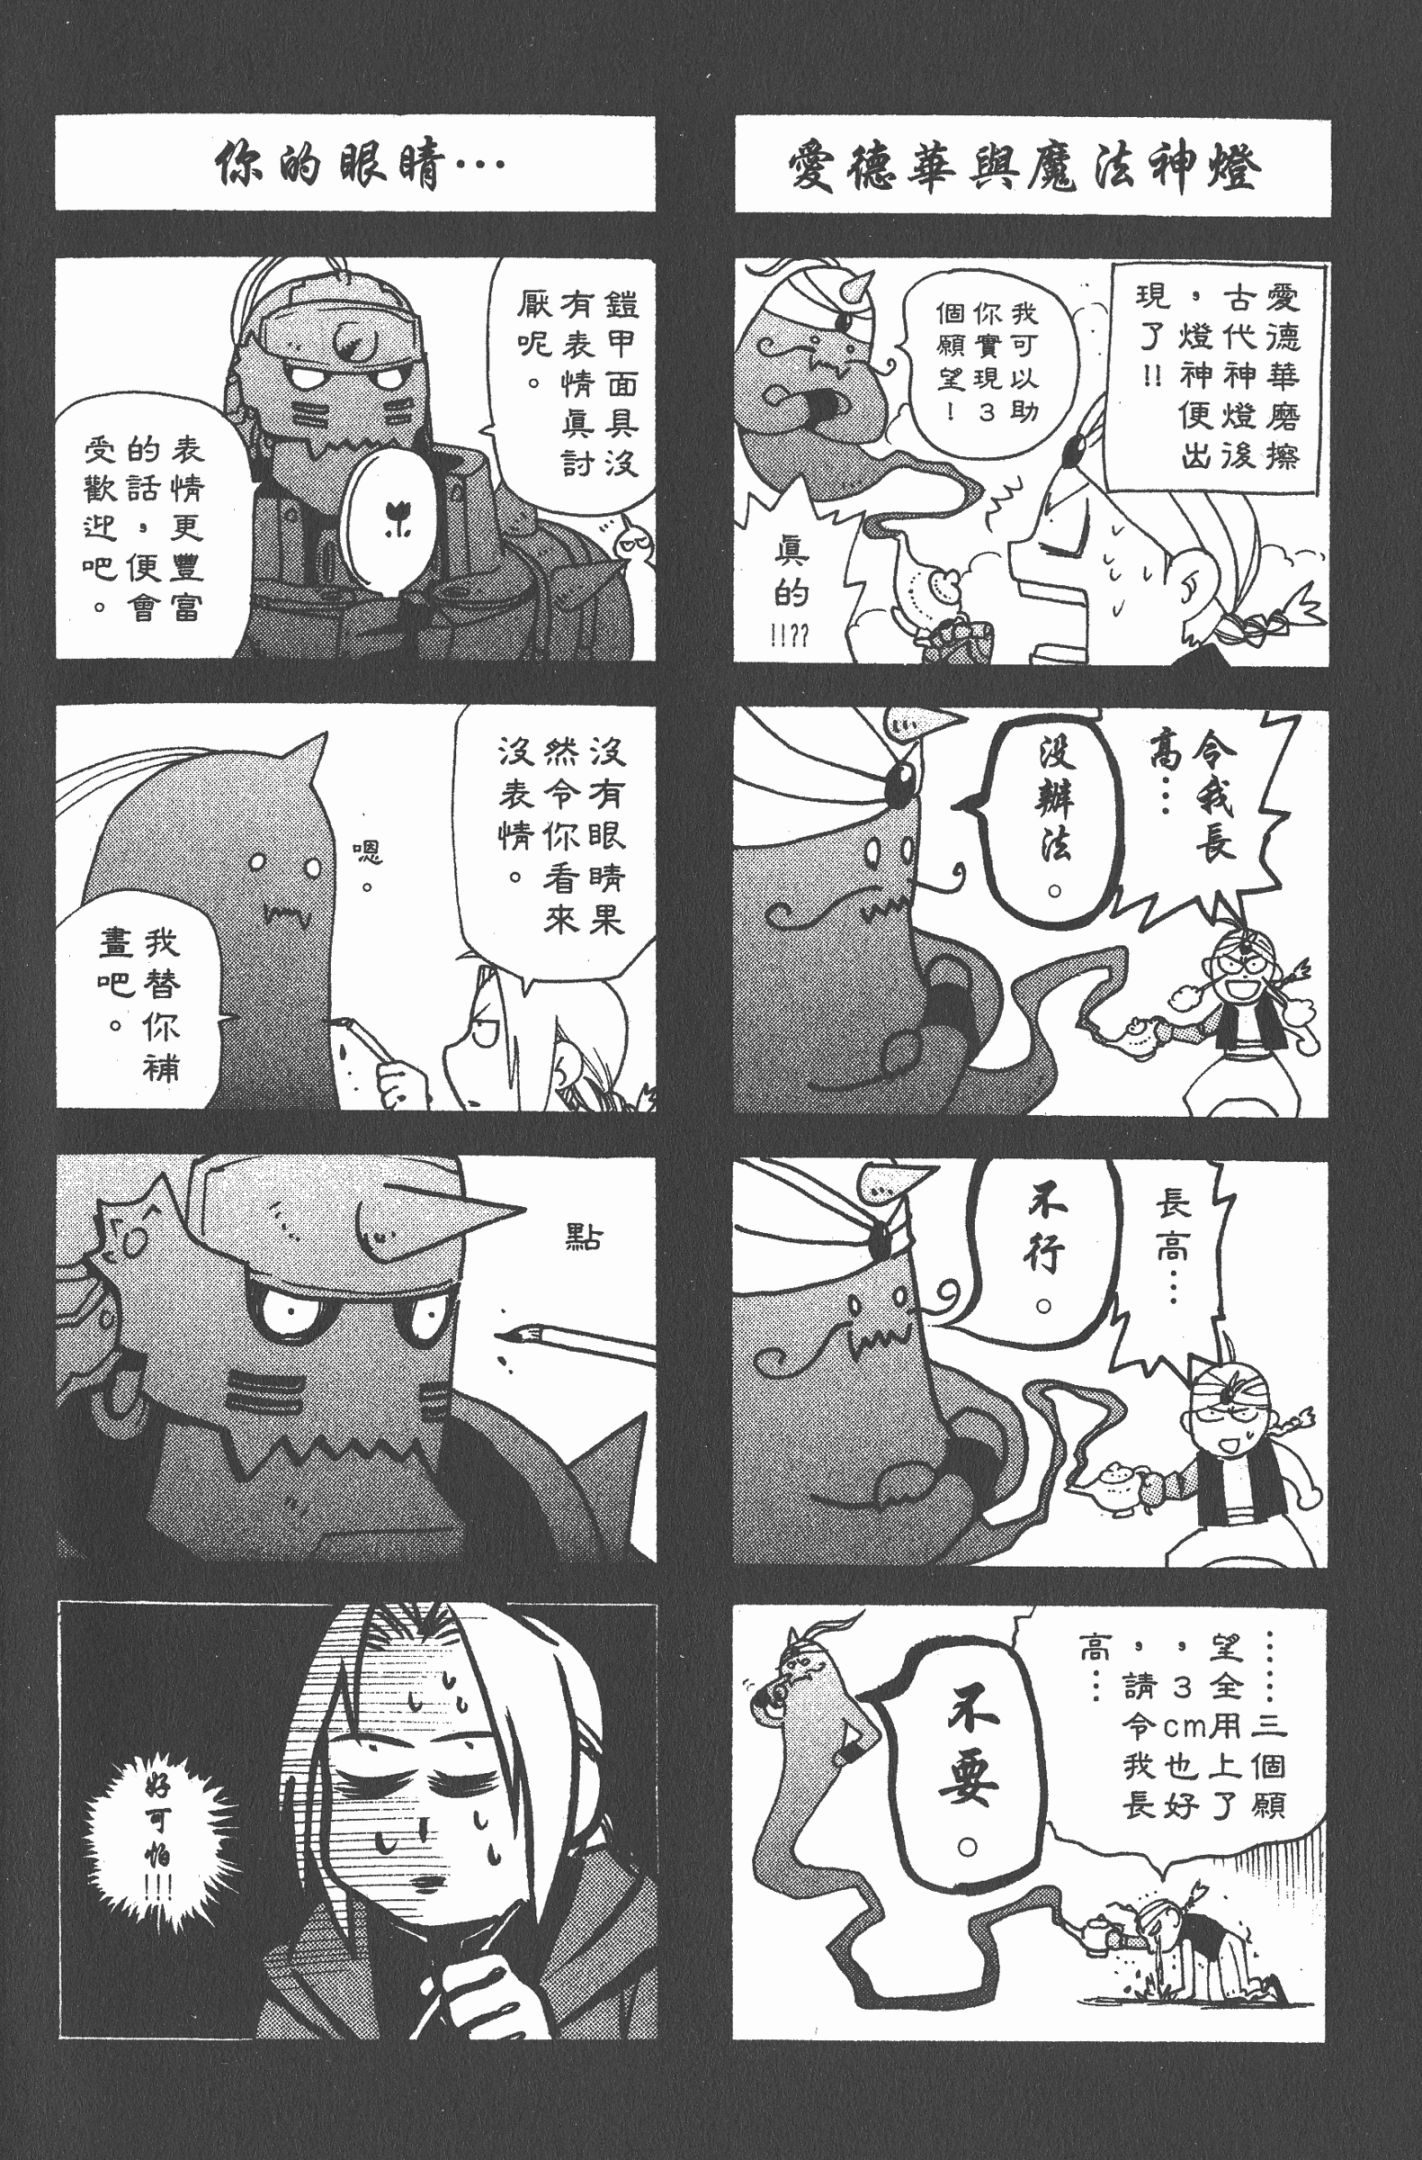 愛德華與魔法神燈
愛德華磨擦
古代神燈後
，燈神便出
現了!!
我可以助
你實現3
個願望！
真的!!??
令我長
高…
没辦法。
長高…
不行。
……三個願
望全用上了
，3cm也好
，請令我長
高…
不要。
你的眼睛…
鎧甲面具沒
有表情真討
厭呢。
表情更豐富
的話，便會
受歡迎吧。
沒有眼睛果
然令你看來
沒表情。
嗯。
我替你補
畫吧。
點
好可怕!!!